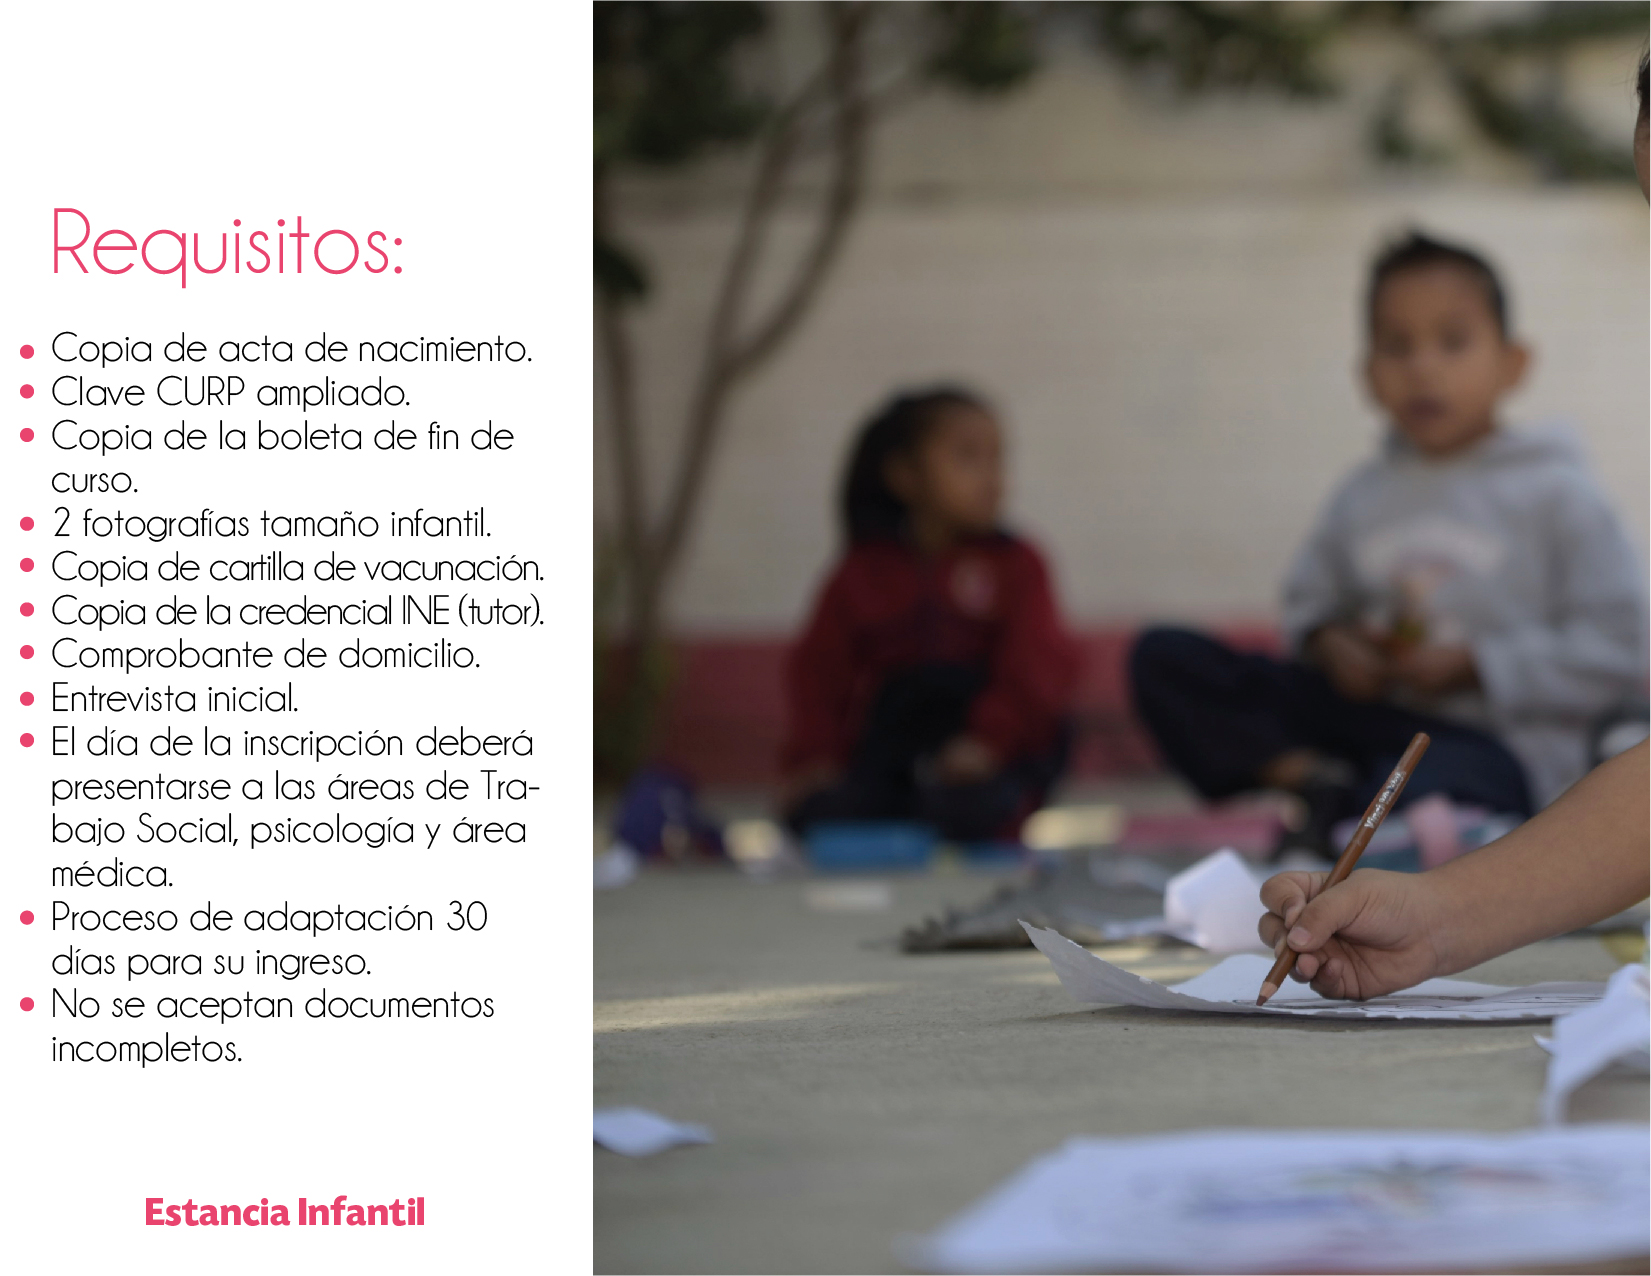 Requisitos:
Copia de acta de nacimiento.
Clave CURP ampliado.
Copia de la boleta de fin de
curso.
2 fotografías tamaño infantil.
Copia de cartilla de vacunación.
Copia de la credencial INE (tutor).
Comprobante de domicilio.
Entrevista inicial.
El día de la inscripción deberá
presentarse a las áreas de Tra-
bajo Social, psicología y área
médica.
Proceso de adaptación 30
días para su ingreso.
No se aceptan documentos
incompletos.
Estancia Infantil